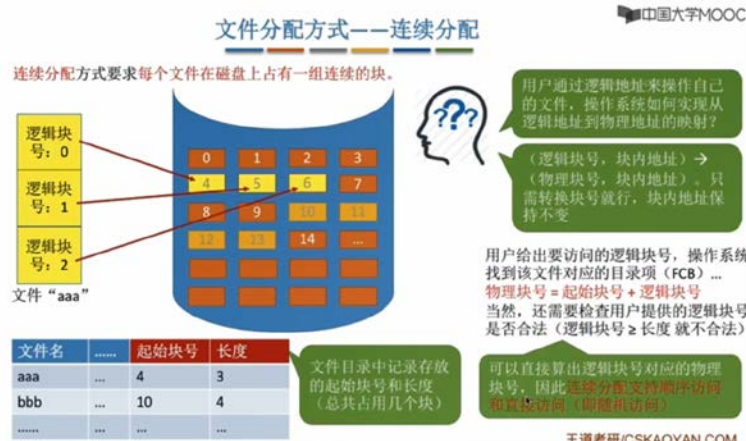 中国大学MOOC
文件分配方式——连续分配
连续分配方式要求每个文件在磁盘上占有一组连续的块。
逻辑块
号：0
逻辑块
号：1
逻辑块
号：2
文件“aaa”
0 1 2 3
4 5 6 7
8 9 10 11
12 13 14 ...
???
用户通过逻辑地址来操作自己
的文件，操作系统如何实现从
逻辑地址到物理地址的映射？
（逻辑块号，块内地址）→
（物理块号，块内地址）。只
需转换块号就行，块内地址保
持不变
用户给出要访问的逻辑块号，操作系统
找到该文件对应的目录项（FCB）...
物理块号 = 起始块号 + 逻辑块号
当然，还需要检查用户提供的逻辑块号
是否合法（逻辑块号 ≥ 长度 就不合法）
文件名 …… 起始块号 长度
aaa ... 4 3
bbb ... 10 4
…… ... ... ...
文件目录中记录存放
的起始块号和长度
（总共占用几个块）
可以直接算出逻辑块号对应的物理
块号，因此连续分配支持顺序访问
和直接访问（即随机访问）
王道考研/CSKAOYAN.COM